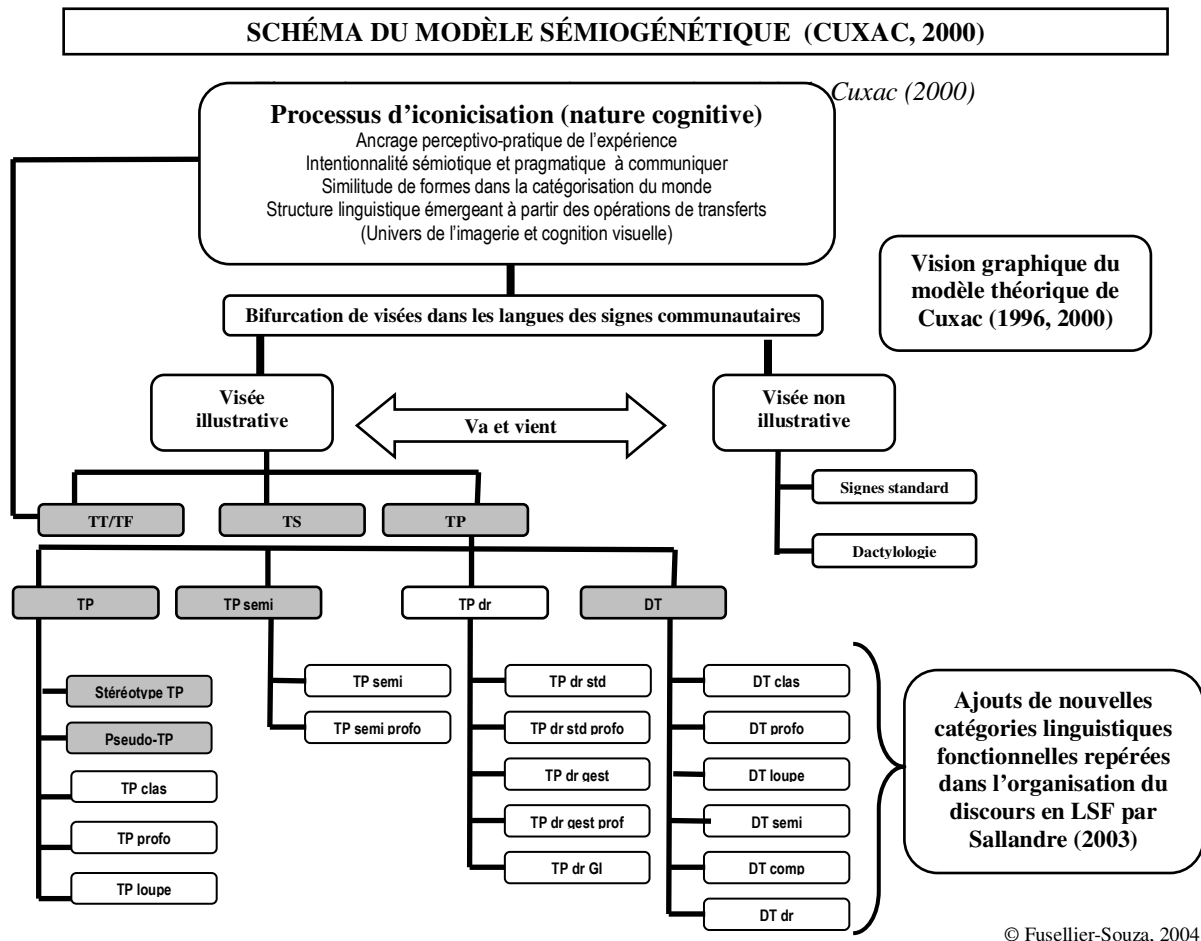 SCHÉMA DU MODÈLE SÉMIOGÉNÉTIQUE (CUXAC, 2000)
Cuxac (2000)
Processus d'iconicisation (nature cognitive)
Ancrage perceptivo-pratique de l'expérience
Intentionnalité sémiotique et pragmatique à communiquer
Similitude de formes dans la catégorisation du monde
Structure linguistique émergeant à partir des opérations de transferts
(Univers de l'imagerie et cognition visuelle)
Vision graphique du
modèle théorique de
Cuxac (1996, 2000)
Bifurcation de visées dans les langues des signes communautaires
Visée
illustrative
Va et vient
Visée non
illustrative
Signes standard
Dactylologie
TT/TF
TS
TP
TP
TP semi
TP dr
DT
Stéréotype TP
Pseudo-TP
TP clas
TP profo
TP loupe
TP semi
TP semi profo
TP dr std
TP dr std profo
TP dr gest
TP dr gest prof
TP dr GI
DT clas
DT profo
DT loupe
DT semi
DT comp
DT dr
Ajouts de nouvelles
catégories linguistiques
fonctionnelles repérées
dans l'organisation du
discours en LSF par
Sallandre (2003)
© Fusellier-Souza, 2004